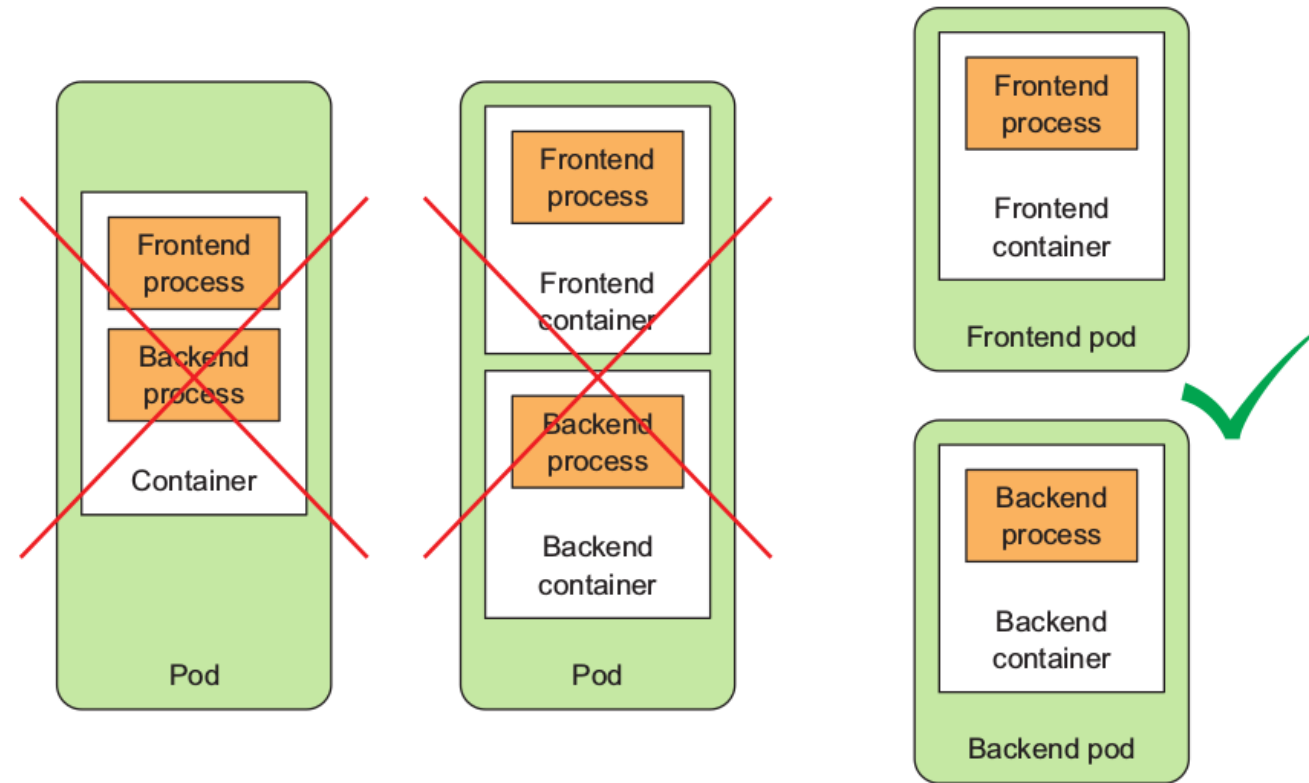 Frontend
process
Backend
process
Container
Pod
Frontend
process
Frontend
container
Backend
process
Backend
container
Pod
Frontend
process
Frontend
container
Frontend pod
Backend
process
Backend
container
Backend pod